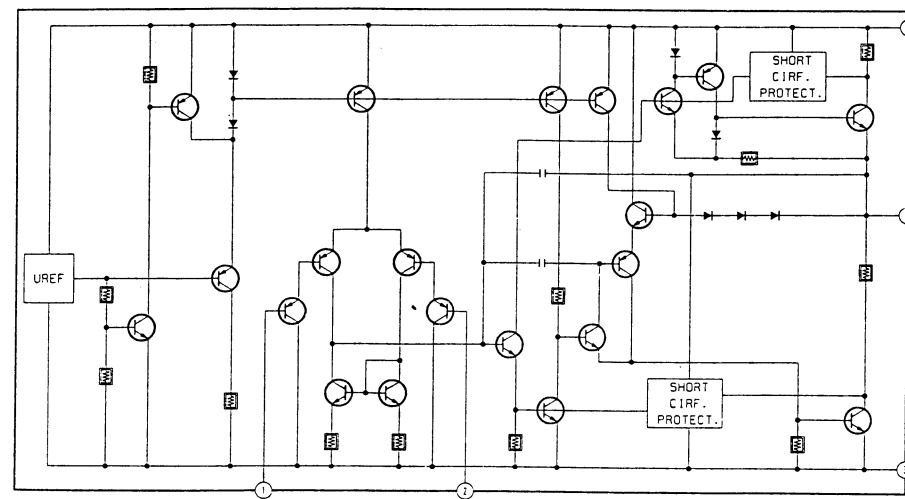 SHORT
CIRF.
PROTECT.
UREF
SHORT
CIRF.
PROTECT.
1
2